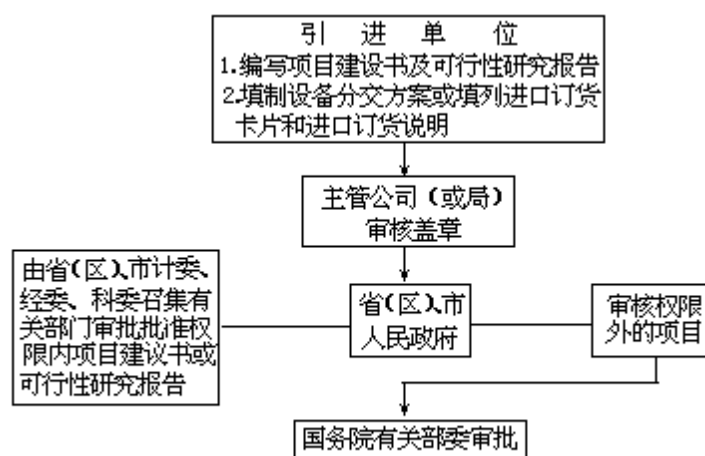 引 进 单 位
1.编写项目建设书及可行性研究报告
2.填制设备分交方案或填列进口订货
卡片和进口订货说明
主管公司(或局)
审核盖章
由省(区)、市计委、
经委、科委召集有
关部门审批批准权
限内项目建议书或
可行性研究报告
省(区)、市
人民政府
审核权限
外的项目
国务院有关部委审批